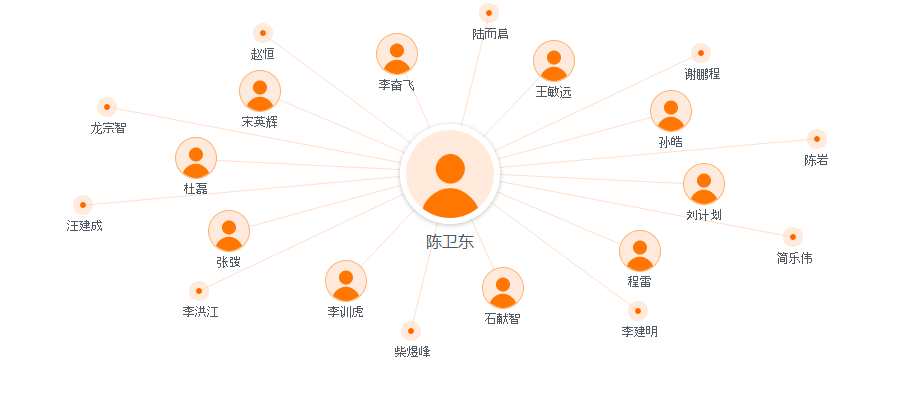 陆而启
赵恒
谢鹏程
李奋飞
王敏远
宋英辉
龙宗智
孙皓
陈岩
杜磊
刘计划
汪建成
陈卫东
简乐伟
张弢
程雷
李洪江
李训虎
石献智
李建明
柴煜峰